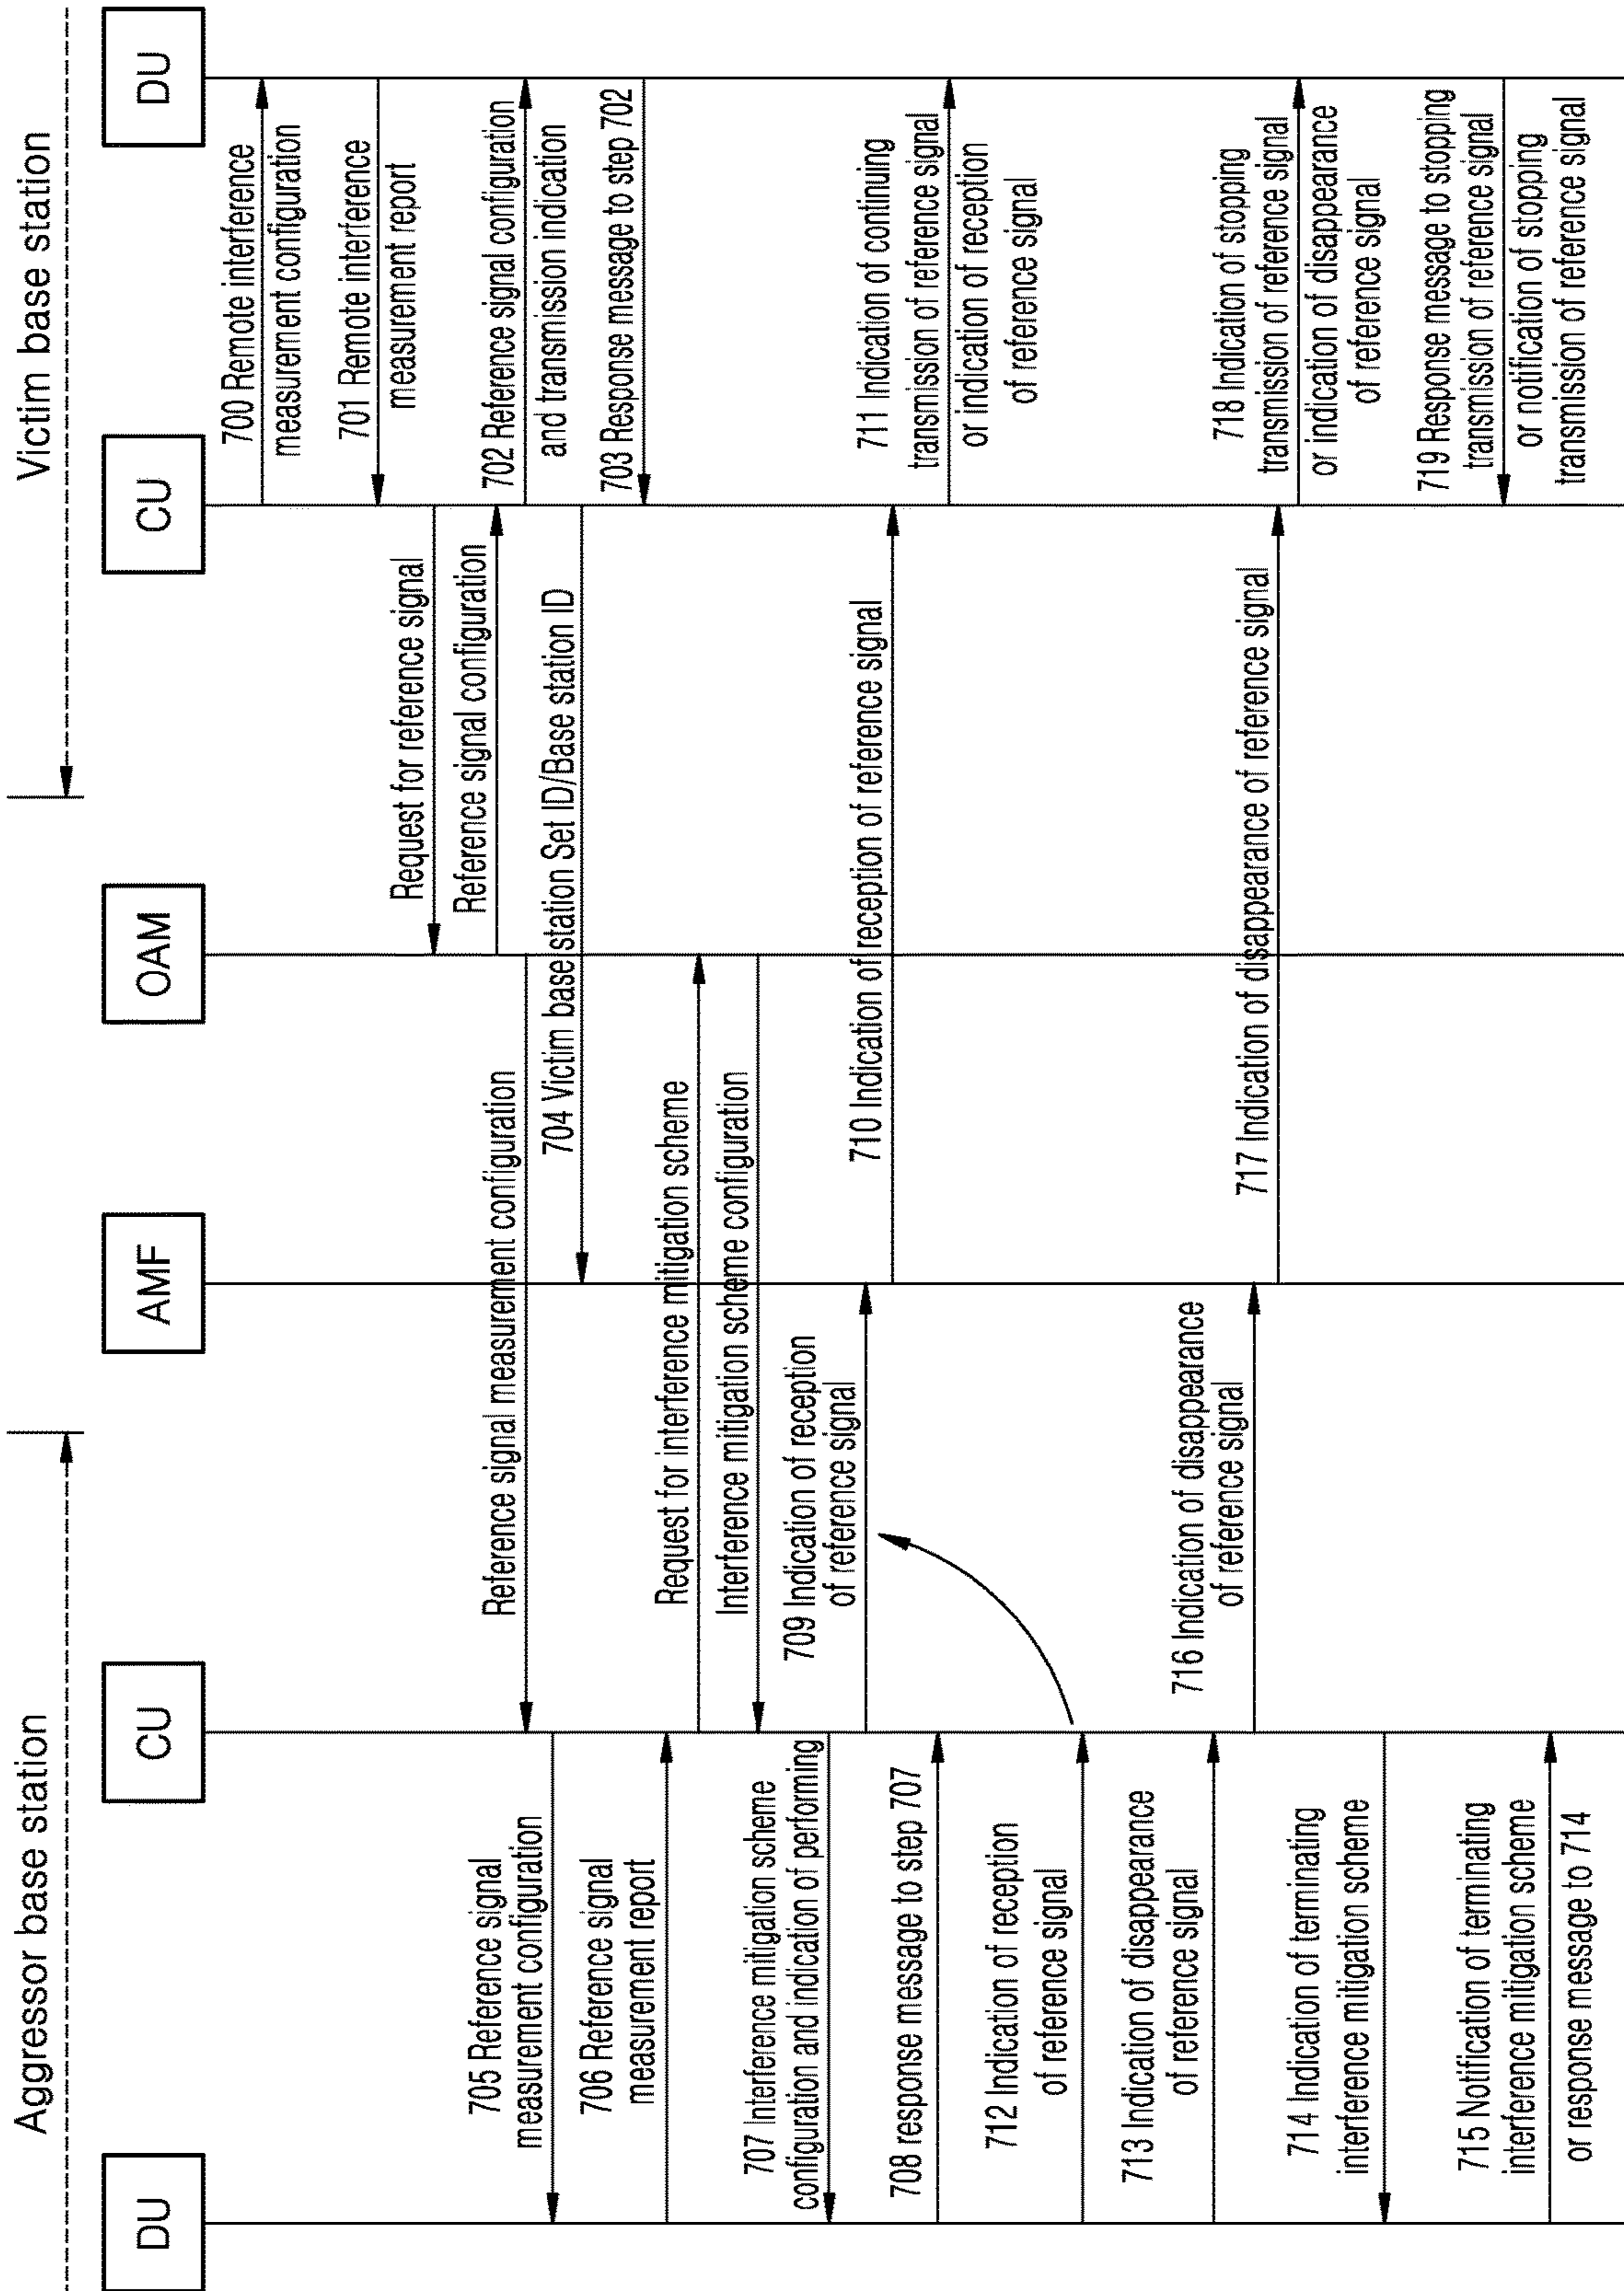 Aggressor base station
Victim base station
DU
CU
AMF
OAM
CU
DU
700 Remote interference
measurement configuration
701 Remote interference
measurement report
Request for reference signal
Reference signal configuration
702 Reference signal configuration
and transmission indication
Reference signal measurement configuration
704 Victim base station Set ID/Base station ID
703 Response message to step 702
705 Reference signal
measurement configuration
706 Reference signal
measurement report
Request for interference mitigation scheme
Interference mitigation scheme configuration
707 Interference mitigation scheme
configuration and indication of performing
709 Indication of reception
of reference signal
710 Indication of reception of reference signal
708 response message to step 707
711 Indication of continuing
transmission of reference signal
or indication of reception
of reference signal
712 Indication of reception
of reference signal
713 Indication of disappearance
of reference signal
716 Indication of disappearance
of reference signal
717 Indication of disappearance of reference signal
718 Indication of stopping
transmission of reference signal
or indication of disappearance
of reference signal
714 Indication of terminating
interference mitigation scheme
719 Response message to stopping
transmission of reference signal
or notification of stopping
transmission of reference signal
715 Notification of terminating
interference mitigation scheme
or response message to 714